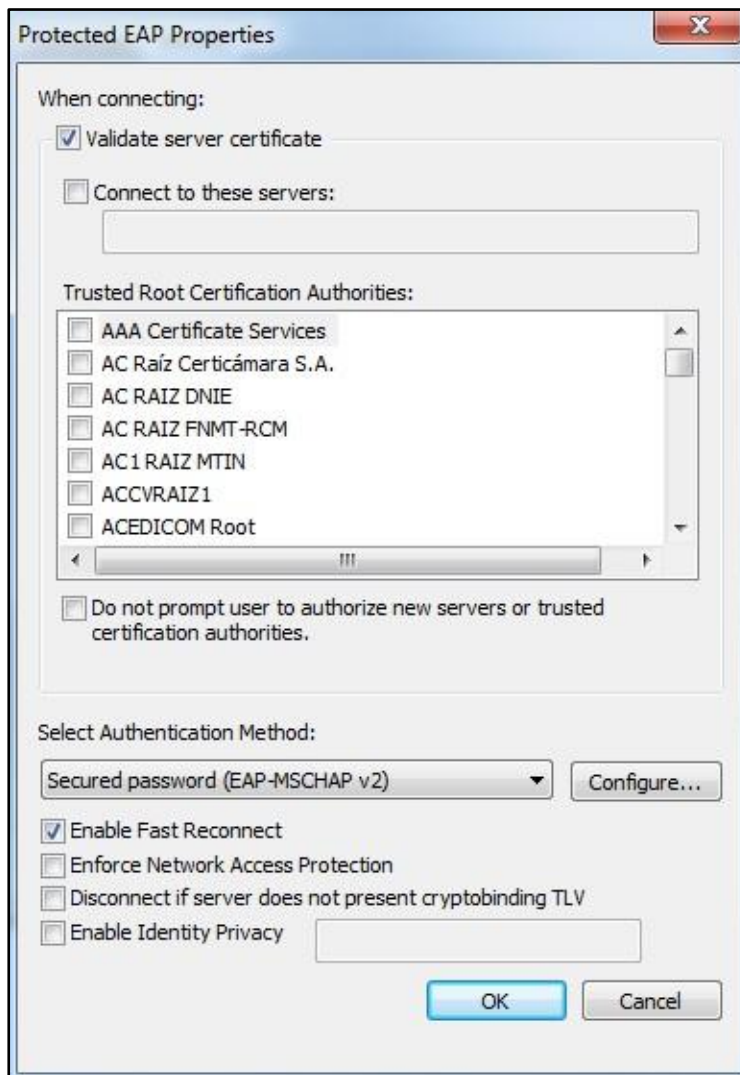 Protected EAP Properties
When connecting:
Validate server certificate
Connect to these servers:
Trusted Root Certification Authorities:
AAA Certificate Services
AC Raíz Certicámara S.A.
AC RAIZ DNIE
AC RAIZ FNMT-RCM
AC1 RAIZ MTIN
ACCVRAIZ1
ACEDICOM Root
Do not prompt user to authorize new servers or trusted
certification authorities.
Select Authentication Method:
Secured password (EAP-MSCHAP v2)
Configure...
Enable Fast Reconnect
Enforce Network Access Protection
Disconnect if server does not present cryptobinding TLV
Enable Identity Privacy
OK
Cancel